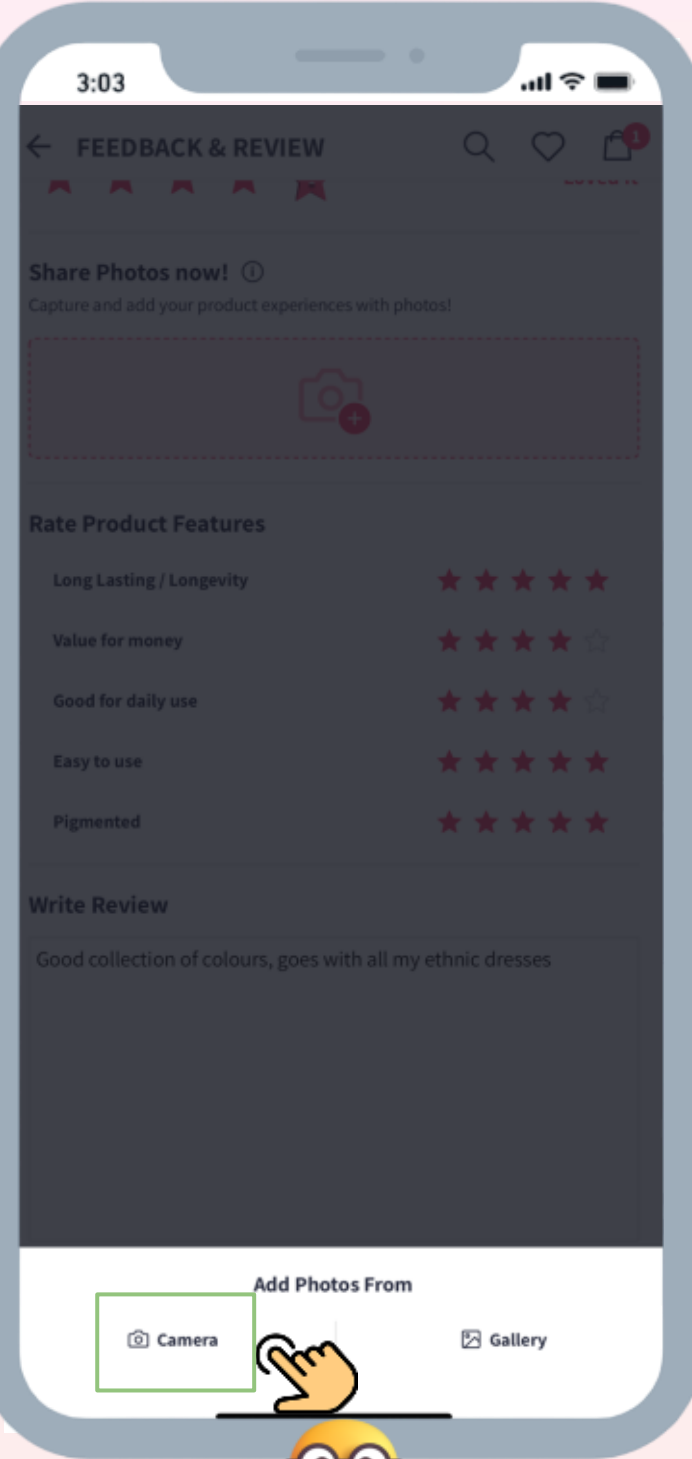 3:03
FEEDBACK & REVIEW
1
Loved It
Share Photos now!
Capture and add your product experiences with photos!
Rate Product Features
Long Lasting / Longevity
Value for money
Good for daily use
Easy to use
Pigmented
Write Review
Good collection of colours, goes with all my ethnic dresses
Add Photos From
Camera
Gallery